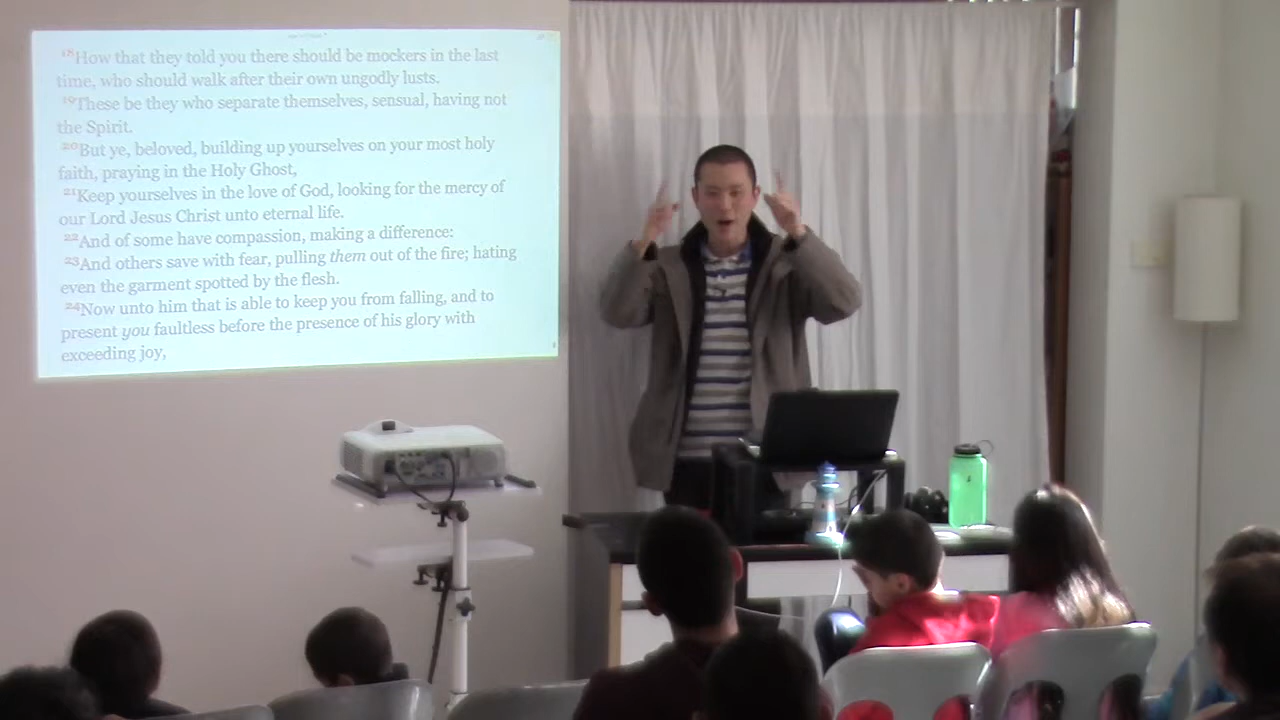 18How that they told you there should be mockers in the last
time, who should walk after their own ungodly lusts.
19These be they who separate themselves, sensual, having not
the Spirit.
20But ye, beloved, building up yourselves on your most holy
faith, praying in the Holy Ghost,
21Keep yourselves in the love of God, looking for the mercy of
our Lord Jesus Christ unto eternal life.
22And of some have compassion, making a difference:
23And others save with fear, pulling them out of the fire; hating
even the garment spotted by the flesh.
24Now unto him that is able to keep you from falling, and to
present you faultless before the presence of his glory with
exceeding joy,